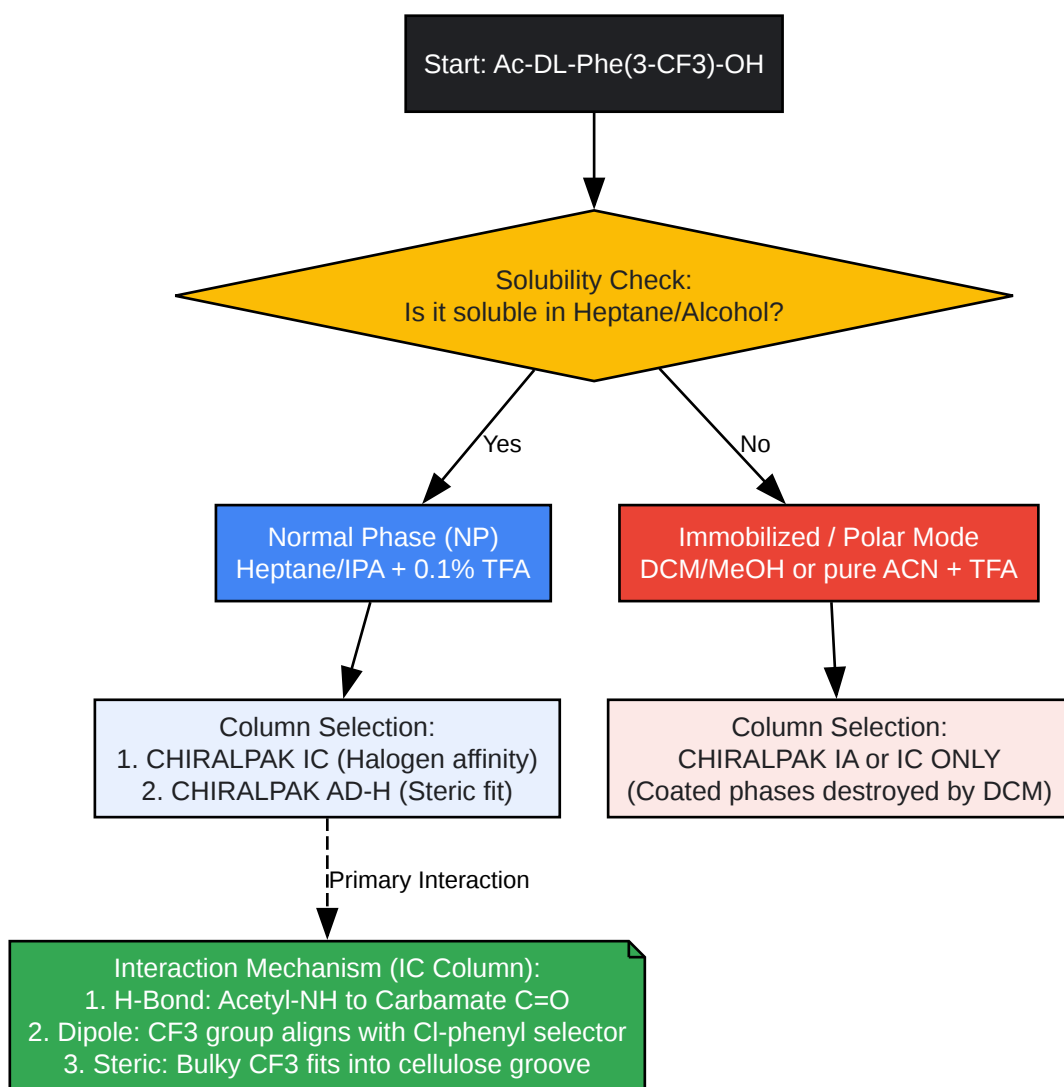 Start: Ac-DL-Phe(3-CF3)-OH
Solubility Check:
Is it soluble in Heptane/Alcohol?
Yes
No
Normal Phase (NP)
Heptane/IPA + 0.1% TFA
Immobilized / Polar Mode
DCM/MeOH or pure ACN + TFA
Column Selection:
1. CHIRALPAK IC (Halogen affinity)
2. CHIRALPAK AD-H (Steric fit)
Column Selection:
CHIRALPAK IA or IC ONLY
(Coated phases destroyed by DCM)
Primary Interaction
Interaction Mechanism (IC Column):
1. H-Bond: Acetyl-NH to Carbamate C=O
2. Dipole: CF3 group aligns with Cl-phenyl selector
3. Steric: Bulky CF3 fits into cellulose groove